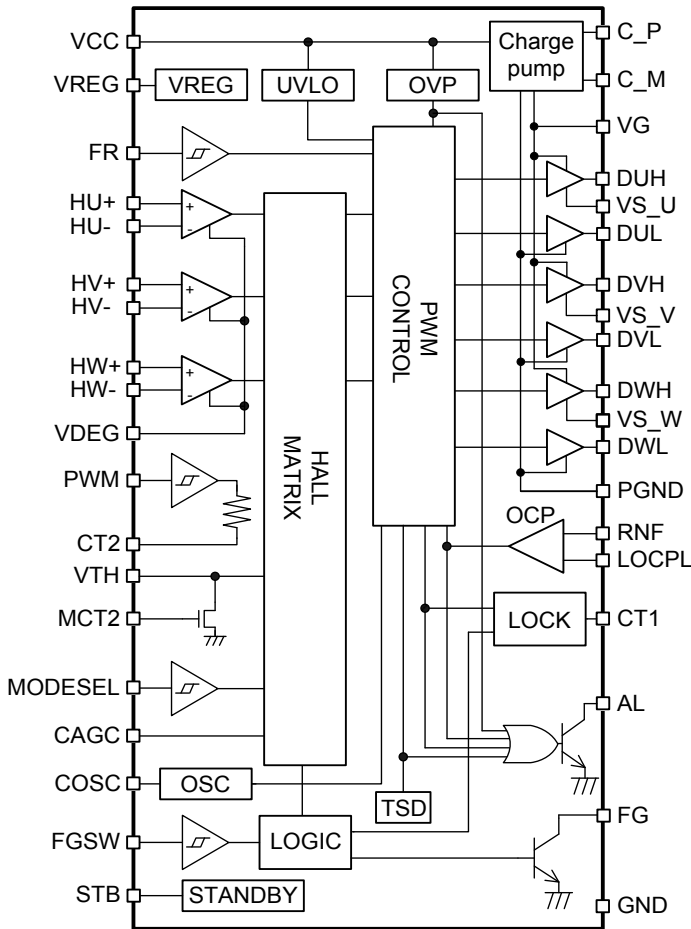 VCC
VREG
FR
HU+
HU-
HV+
HV-
HW+
HW-
VDEG
PWM
CT2
VTH
MCT2
MODESEL
CAGC
COSC
FGSW
STB
VREG
UVLO
OVP
Charge
pump
+
-
+
-
+
-
HALL
MATRIX
PWM
CONTROL
OCP
LOCK
OSC
TSD
LOGIC
STANDBY
C_P
C_M
VG
DUH
VS_U
DUL
DVH
VS_V
DVL
DWH
VS_W
DWL
PGND
RNF
LOCPL
CT1
AL
FG
GND